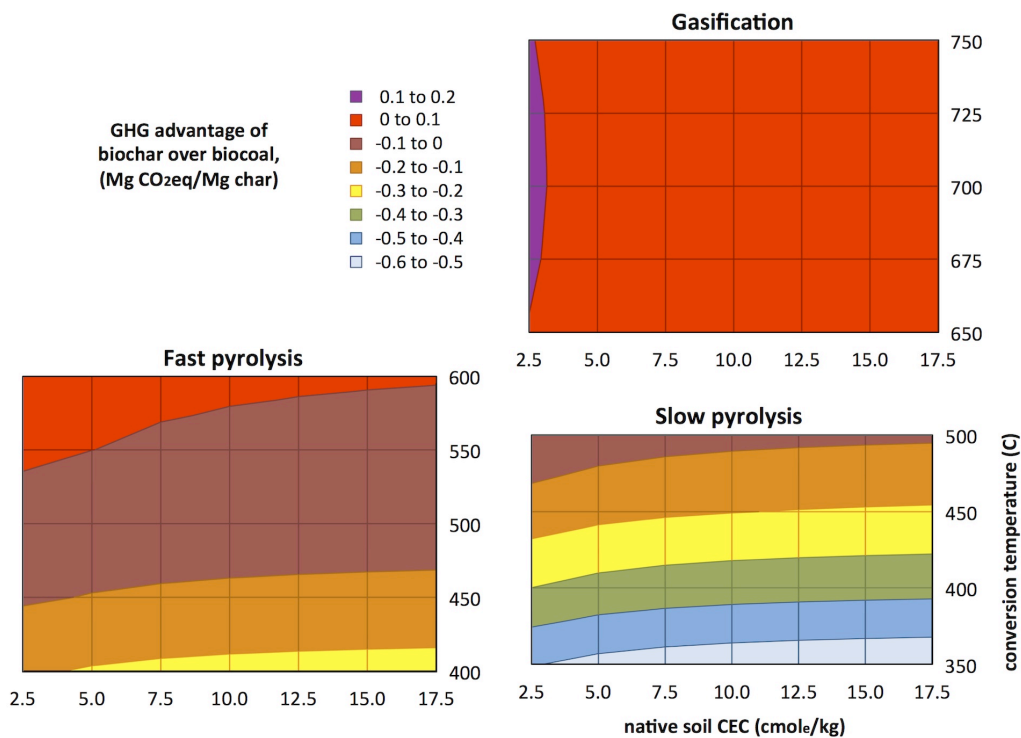 Gasification
GHG advantage of
biochar over biocoal,
(Mg CO2eq/Mg char)
0.1 to 0.2
0 to 0.1
-0.1 to 0
-0.2 to -0.1
-0.3 to -0.2
-0.4 to -0.3
-0.5 to -0.4
-0.6 to -0.5
750
725
700
675
650
2.5 5.0 7.5 10.0 12.5 15.0 17.5
Fast pyrolysis
600
550
500
450
400
2.5 5.0 7.5 10.0 12.5 15.0 17.5
Slow pyrolysis
500
450
400
350
conversion temperature (C)
2.5 5.0 7.5 10.0 12.5 15.0 17.5
native soil CEC (cmole/kg)